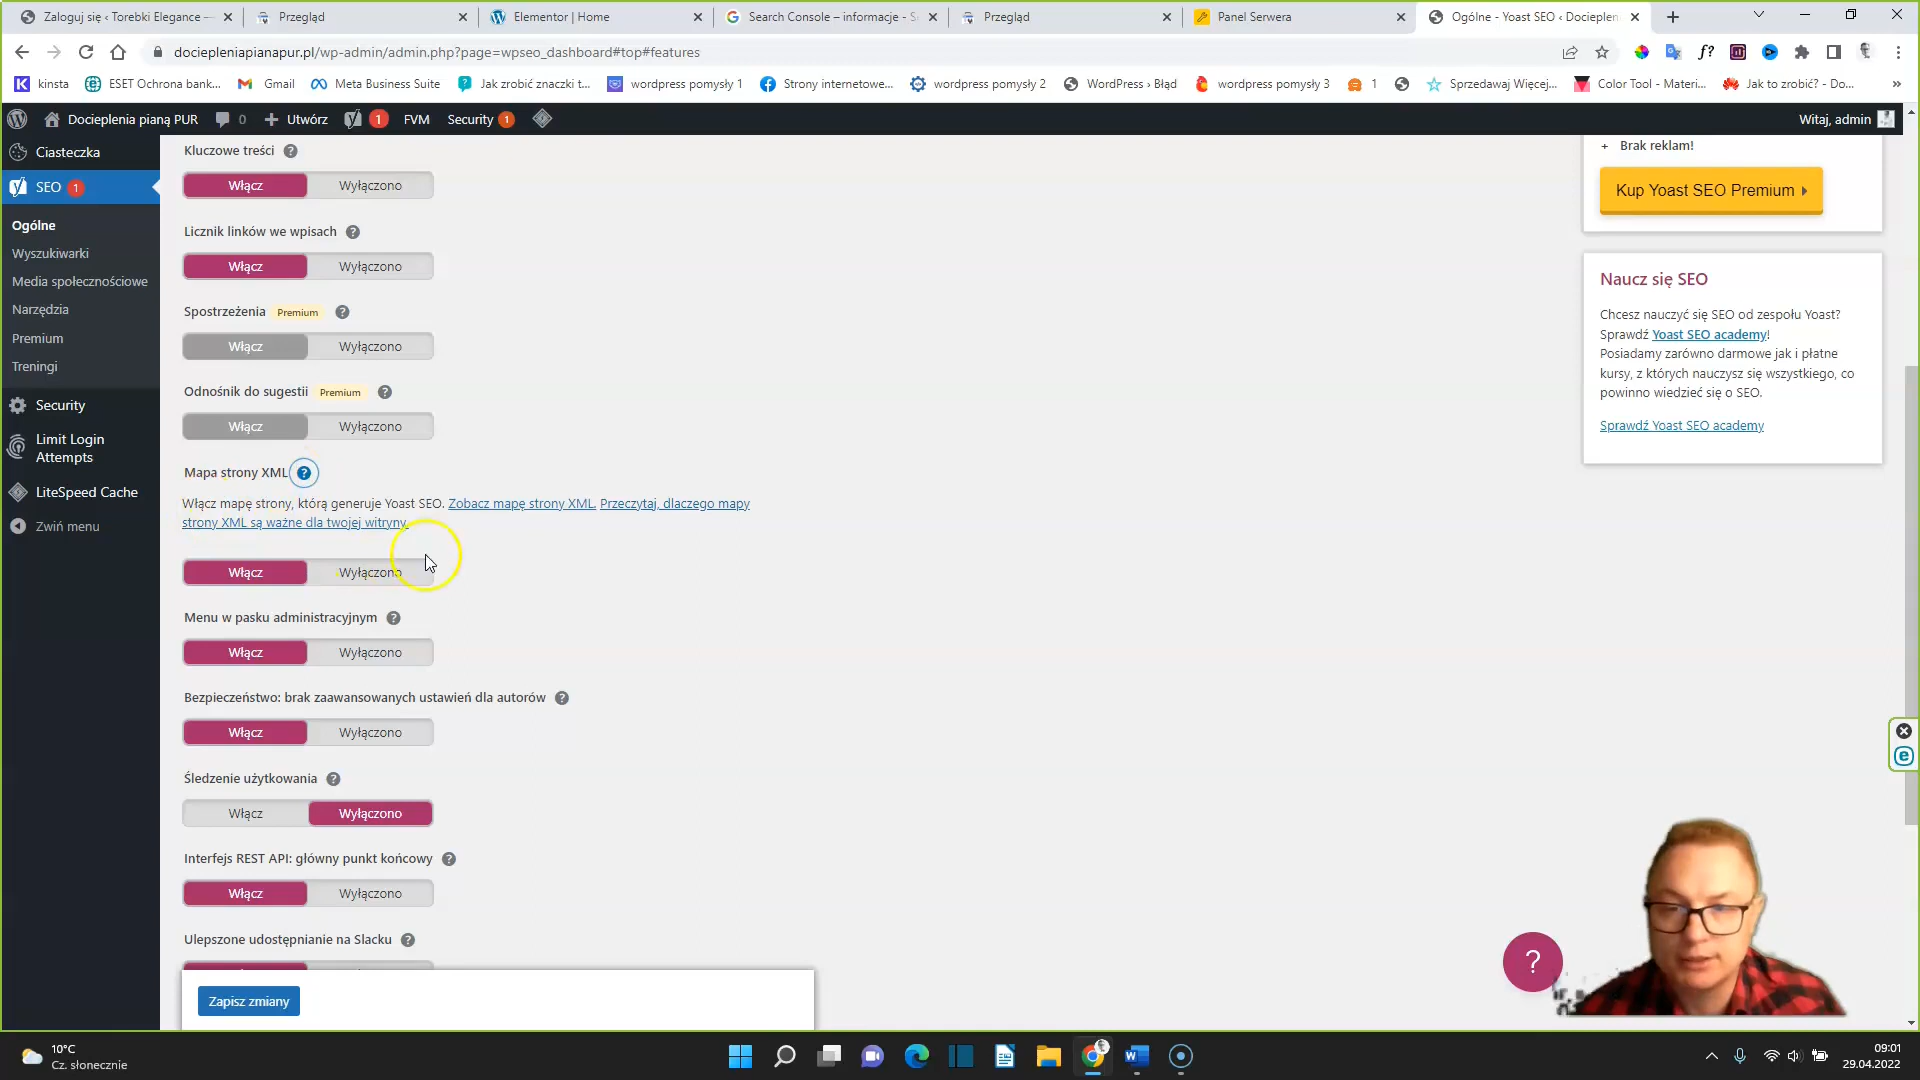 Zaloguj się ‹ Torebki Elegance —
Przegląd
Elementor | Home
Search Console – informacje - S
Przegląd
Panel Serwera
Ogólne - Yoast SEO ‹ Docieplen
docieplenia­pianapur.pl/wp-admin/admin.php?page=wpseo_dashboard#top#features
kinsta
ESET Ochrona bank...
Gmail
Meta Business Suite
Jak zrobić znaczki t...
wordpress pomysły 1
Strony internetowe...
wordpress pomysły 2
WordPress › Błąd
wordpress pomysły 3
1
Sprzedawaj Więcej,...
Color Tool - Materi...
Jak to zrobić? - Do...
Docieplenia pianą PUR
0
Utwórz
1
FVM
Security 1
Witaj, admin
Ciasteczka
SEO 1
Ogólne
Wyszukiwarki
Media społecznościowe
Narzędzia
Premium
Treningi
Security
Limit Login
Attempts
LiteSpeed Cache
Zwiń menu
Kluczowe treści ?
Włącz Wyłączono
Licznik linków we wpisach ?
Włącz Wyłączono
Spostrzeżenia Premium ?
Włącz Wyłączono
Odnośnik do sugestii Premium ?
Włącz Wyłączono
Mapa strony XML ?
Włącz mapę strony, którą generuje Yoast SEO. Zobacz mapę strony XML. Przeczytaj, dlaczego mapy
strony XML są ważne dla twojej witryny.
Włącz Wyłączono
Menu w pasku administracyjnym ?
Włącz Wyłączono
Bezpieczeństwo: brak zaawansowanych ustawień dla autorów ?
Włącz Wyłączono
Śledzenie użytkowania ?
Włącz Wyłączono
Interfejs REST API: główny punkt końcowy ?
Włącz Wyłączono
Ulepszone udostępnianie na Slacku ?
Zapisz zmiany
+ Brak reklam!
Kup Yoast SEO Premium
Naucz się SEO
Chcesz nauczyć się SEO od zespołu Yoast?
Sprawdź Yoast SEO academy!
Posiadamy zarówno darmowe jak i płatne
kursy, z których nauczysz się wszystkiego, co
powinno wiedzieć się o SEO.
Sprawdź Yoast SEO academy
?
10°C
Cz. słonecznie
09:01
29.04.2022